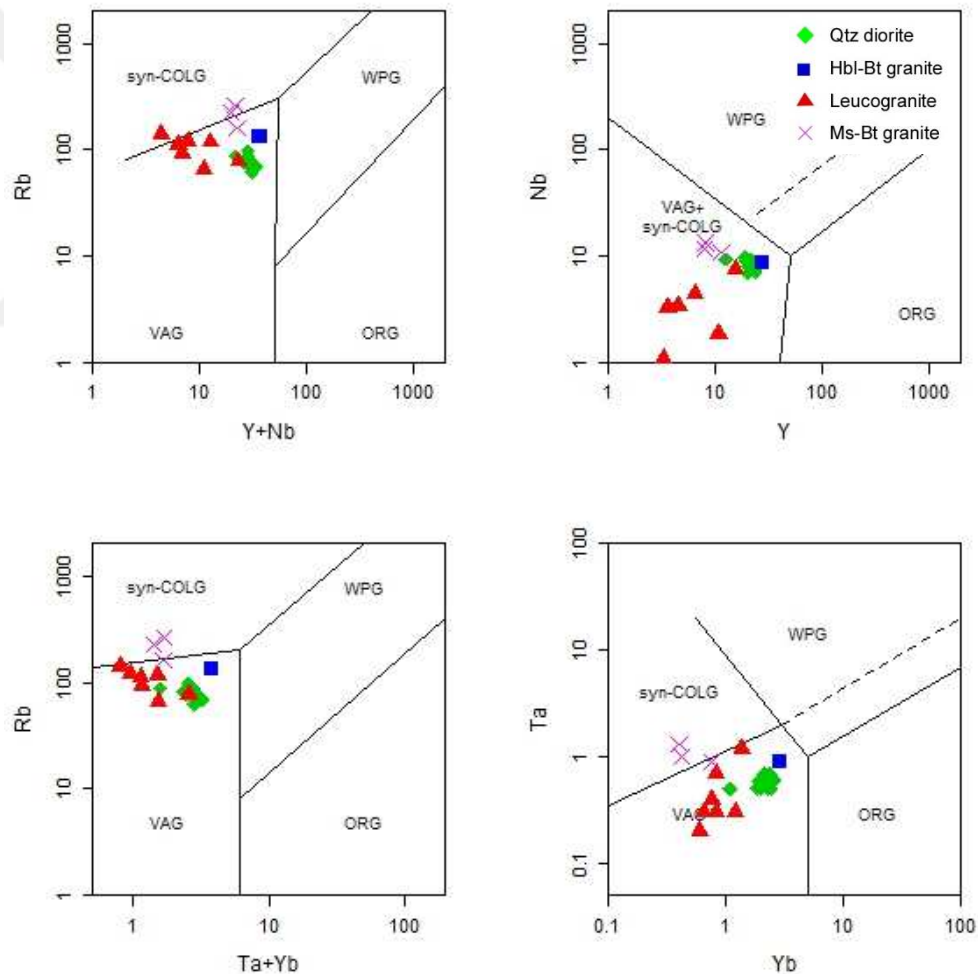 1000
100
10
1
Rb
syn-COLG
WPG
VAG
ORG
1
10
100
1000
Y+Nb
1000
100
10
1
Nb
Qtz diorite
Hbl-Bt granite
Leucogranite
Ms-Bt granite
WPG
VAG+
syn-COLG
ORG
1
10
100
1000
Y
1000
100
10
1
Rb
syn-COLG
WPG
VAG
ORG
1
10
100
Ta+Yb
100
10
1
0.1
Ta
WPG
syn-COLG
VAG
ORG
0.1
1
10
100
Yb